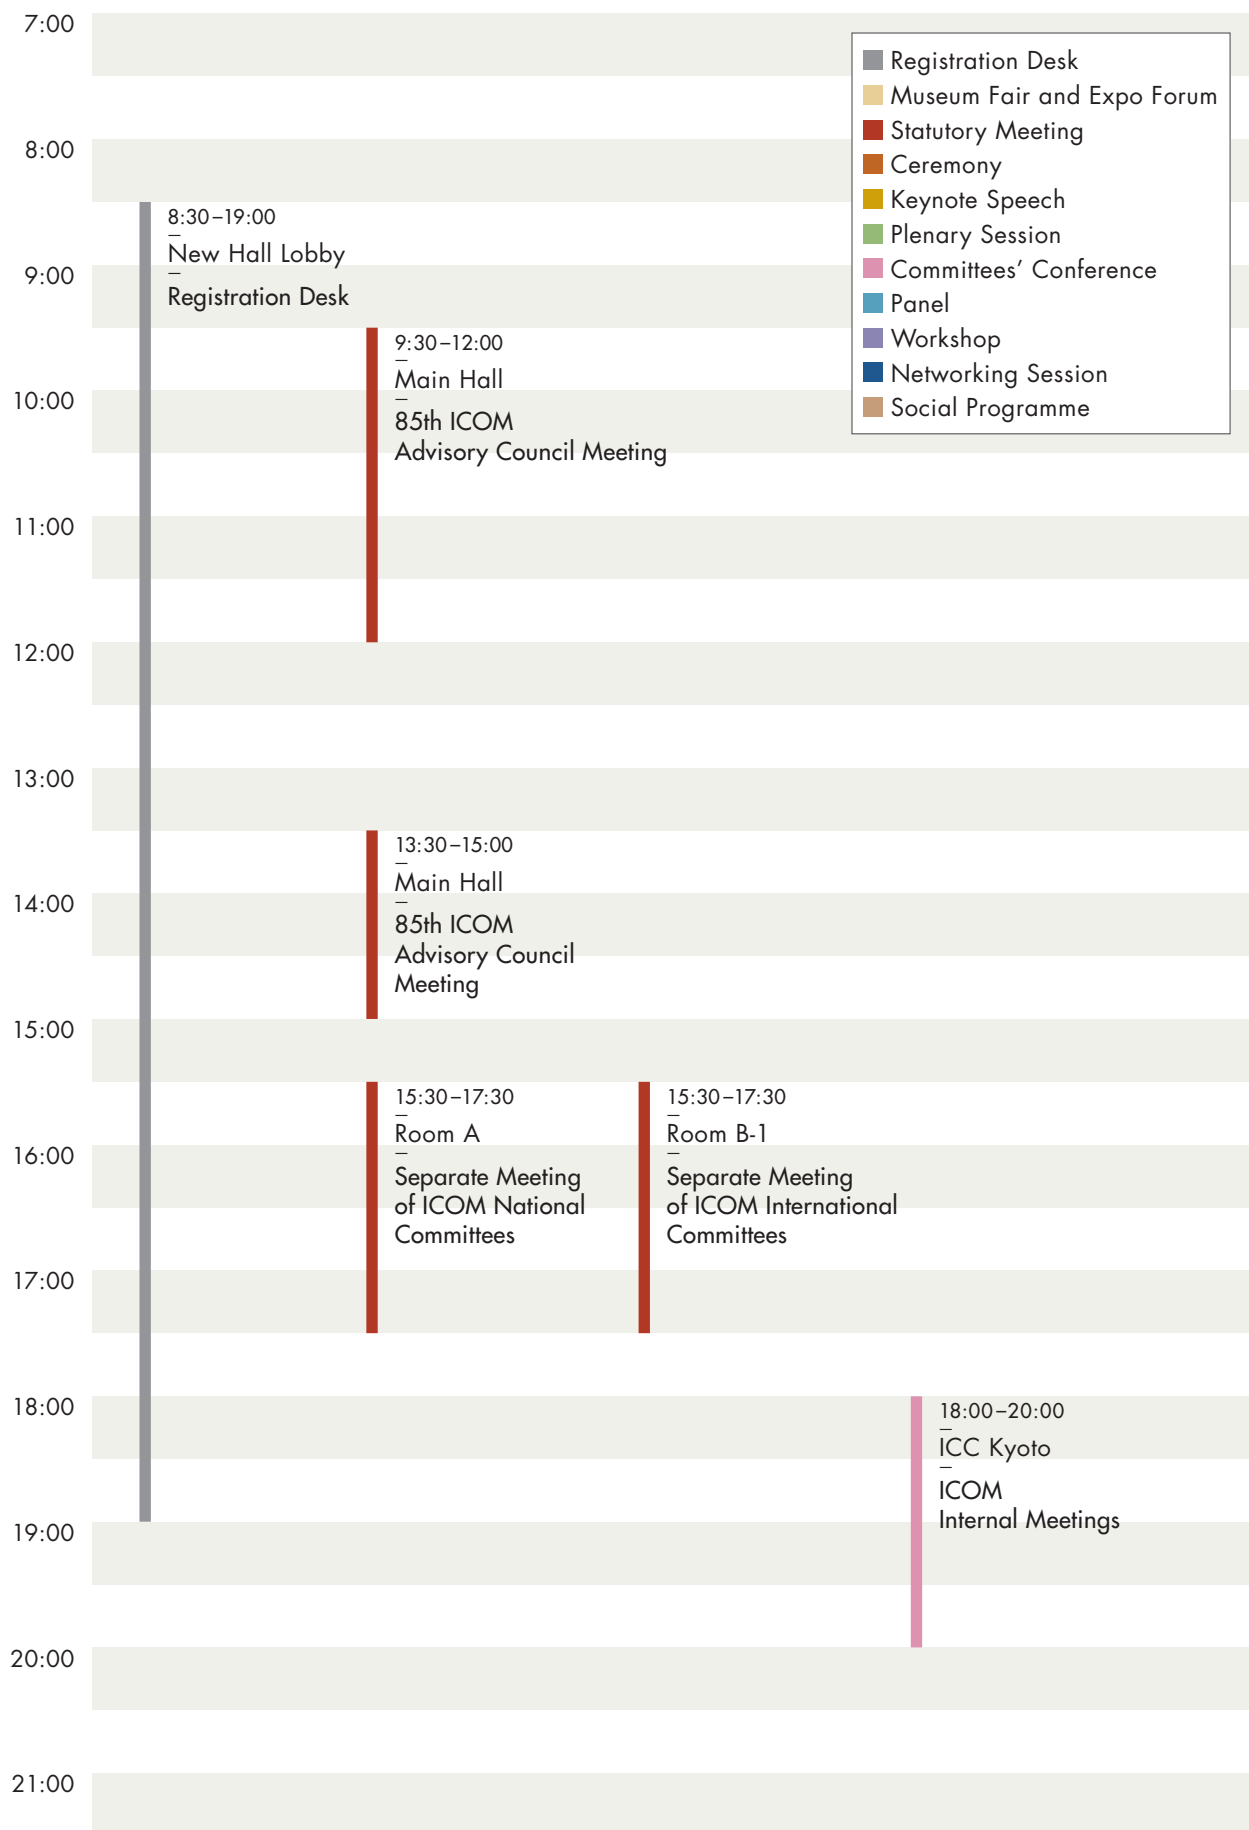 7:00
Registration Desk
Museum Fair and Expo Forum
Statutory Meeting
Ceremony
Keynote Speech
Plenary Session
Committees’ Conference
Panel
Workshop
Networking Session
Social Programme
8:00
8:30–19:00
New Hall Lobby
Registration Desk
9:00
9:30–12:00
Main Hall
85th ICOM
Advisory Council Meeting
10:00
11:00
12:00
13:00
13:30–15:00
Main Hall
85th ICOM
Advisory Council
Meeting
14:00
15:00
15:30–17:30
Room A
Separate Meeting
of ICOM National
Committees
15:30–17:30
Room B-1
Separate Meeting
of ICOM International
Committees
16:00
17:00
18:00
18:00–20:00
ICC Kyoto
ICOM
Internal Meetings
19:00
20:00
21:00